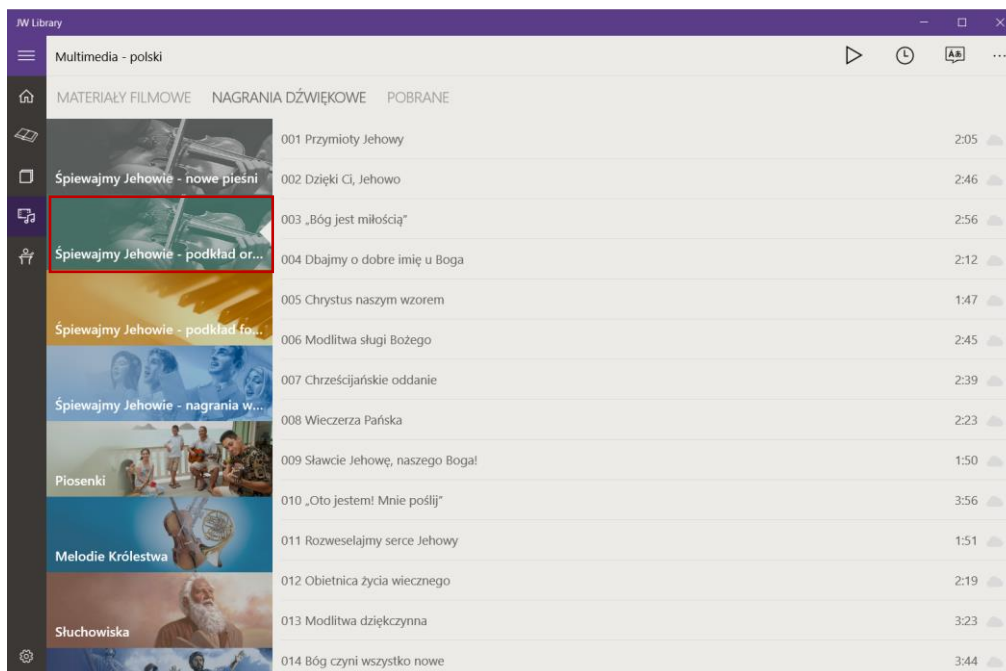 JW Library
Multimedia - polski
MATERIAŁY FILMOWE NAGRANIA DŹWIĘKOWE POBRANE
Śpiewajmy Jehowie - nowe pieśni
Śpiewajmy Jehowie - podkład or...
Śpiewajmy Jehowie - podkład fo...
Śpiewajmy Jehowie - nagrania w...
Piosenki
Melodie Królestwa
Słuchowiska
001 Przymioty Jehowy 2:05
002 Dzięki Ci, Jehowo 2:46
003 „Bóg jest miłością” 2:56
004 Dbajmy o dobre imię u Boga 2:12
005 Chrystus naszym wzorem 1:47
006 Modlitwa sługi Bożego 2:45
007 Chrześcijańskie oddanie 2:39
008 Wieczerza Pańska 2:23
009 Sławcie Jehowę, naszego Boga! 1:50
010 „Oto jestem! Mnie poślij” 3:56
011 Rozweselajmy serce Jehowy 1:51
012 Obietnica życia wiecznego 2:19
013 Modlitwa dziękczynna 3:23
014 Bóg czyni wszystko nowe 3:44